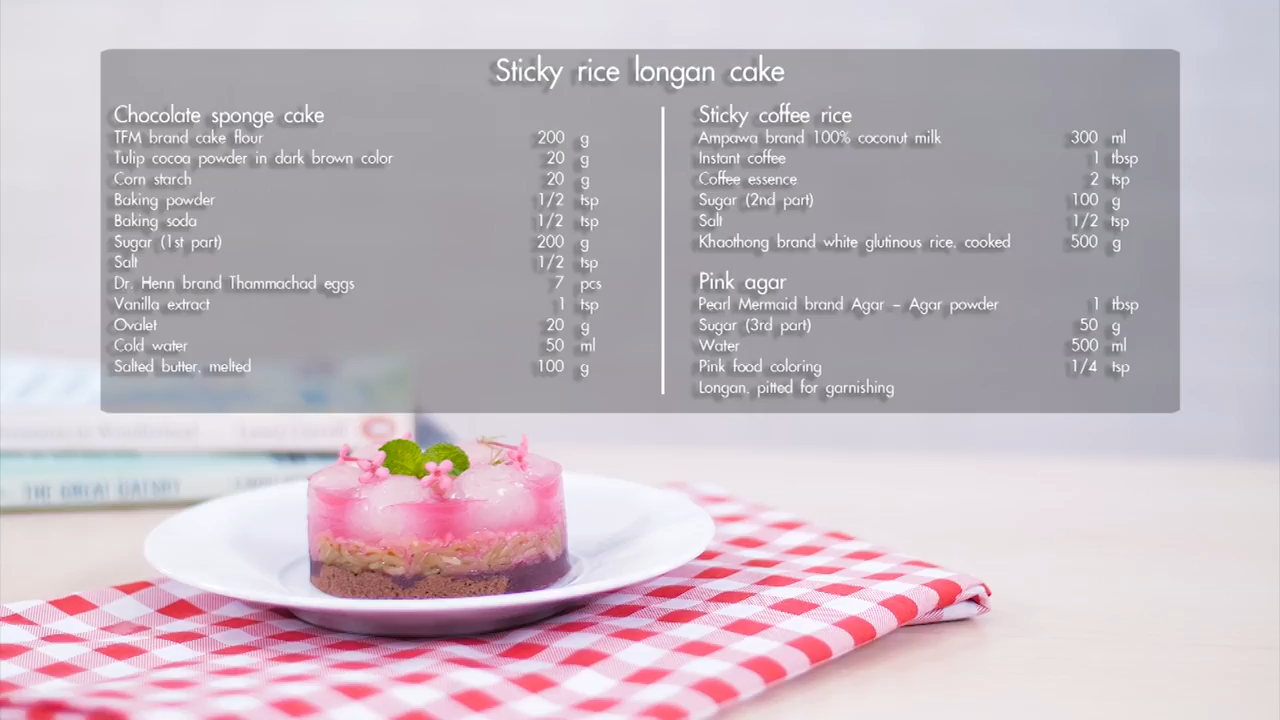 Sticky rice longan cake
Chocolate sponge cake
TFM brand cake flour 200 g
Tulip cocoa powder in dark brown color 20 g
Corn starch 20 g
Baking powder 1/2 tsp
Baking soda 1/2 tsp
Sugar (1st part) 200 g
Salt 1/2 tsp
Dr. Henn brand Thammachad eggs 7 pcs
Vanilla extract 1 tsp
Ovalet 20 g
Cold water 50 ml
Salted butter, melted 100 g
Sticky coffee rice
Ampawa brand 100% coconut milk 300 ml
Instant coffee 1 tbsp
Coffee essence 2 tsp
Sugar (2nd part) 100 g
Salt 1/2 tsp
Khaothong brand white glutinous rice, cooked 500 g
Pink agar
Pearl Mermaid brand Agar – Agar powder 1 tbsp
Sugar (3rd part) 50 g
Water 500 ml
Pink food coloring 1/4 tsp
Longan, pitted for garnishing
THE GREAT GATSBY